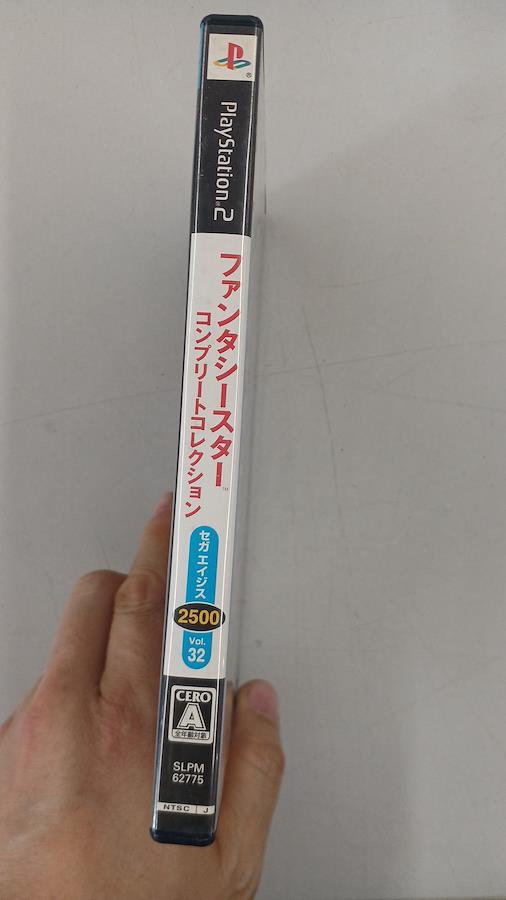 ®
PlayStation®2
ファンタシースター™
コンプリートコレクション
セガ エイジス
2500
Vol.
32
CERO
A
全年齢対象
SLPM
62775
NTSC J